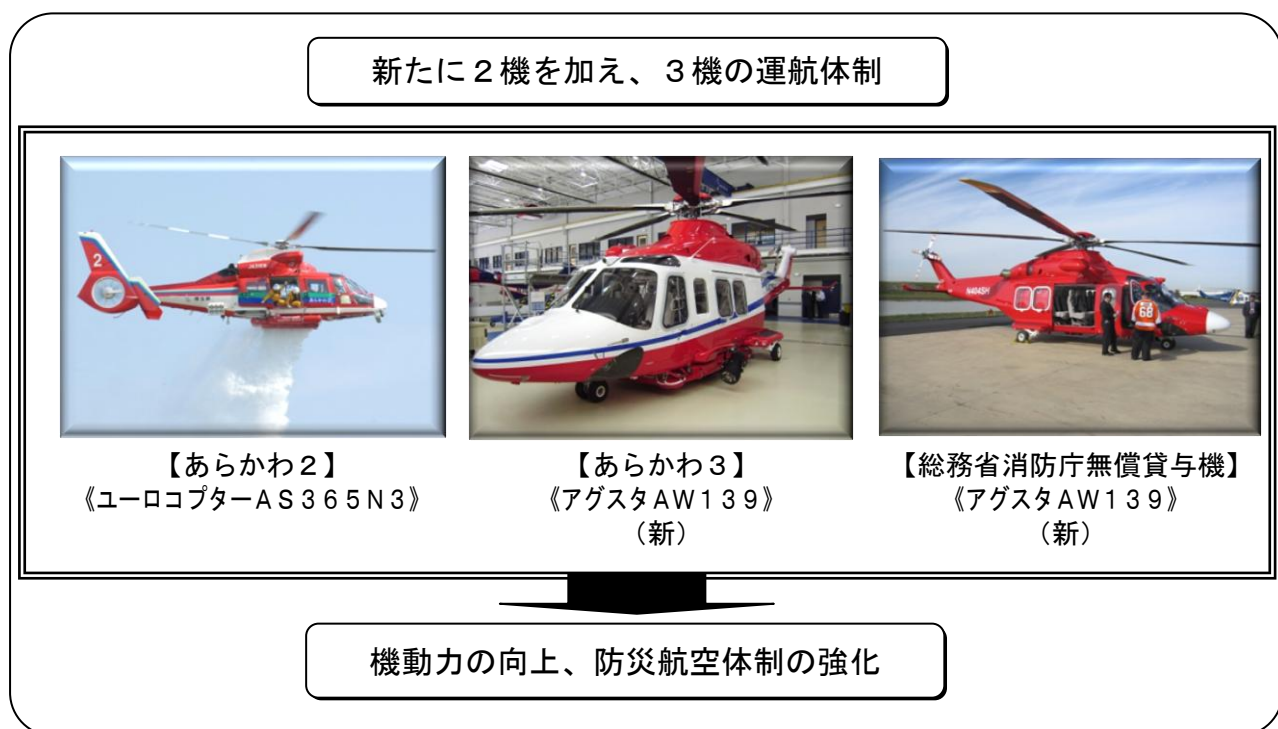 新たに２機を加え、３機の運航体制
2
N404SH
68
【あらかわ２】
《ユーロコプターＡＳ３６５Ｎ３》
【あらかわ３】
《アグスタＡＷ１３９》
（新）
【総務省消防庁無償貸与機】
《アグスタＡＷ１３９》
（新）
機動力の向上、防災航空体制の強化